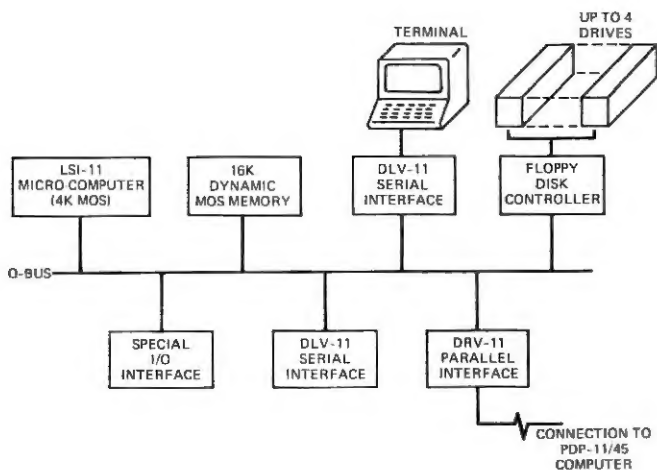 TERMINAL
UP TO 4
DRIVES
LSI-11
MICRO-COMPUTER
(4K MOS)
16K
DYNAMIC
MOS MEMORY
DLV-11
SERIAL
INTERFACE
FLOPPY
DISK
CONTROLLER
Q-BUS
SPECIAL
I/O
INTERFACE
DLV-11
SERIAL
INTERFACE
DRV-11
PARALLEL
INTERFACE
CONNECTION TO
PDP-11/45
COMPUTER